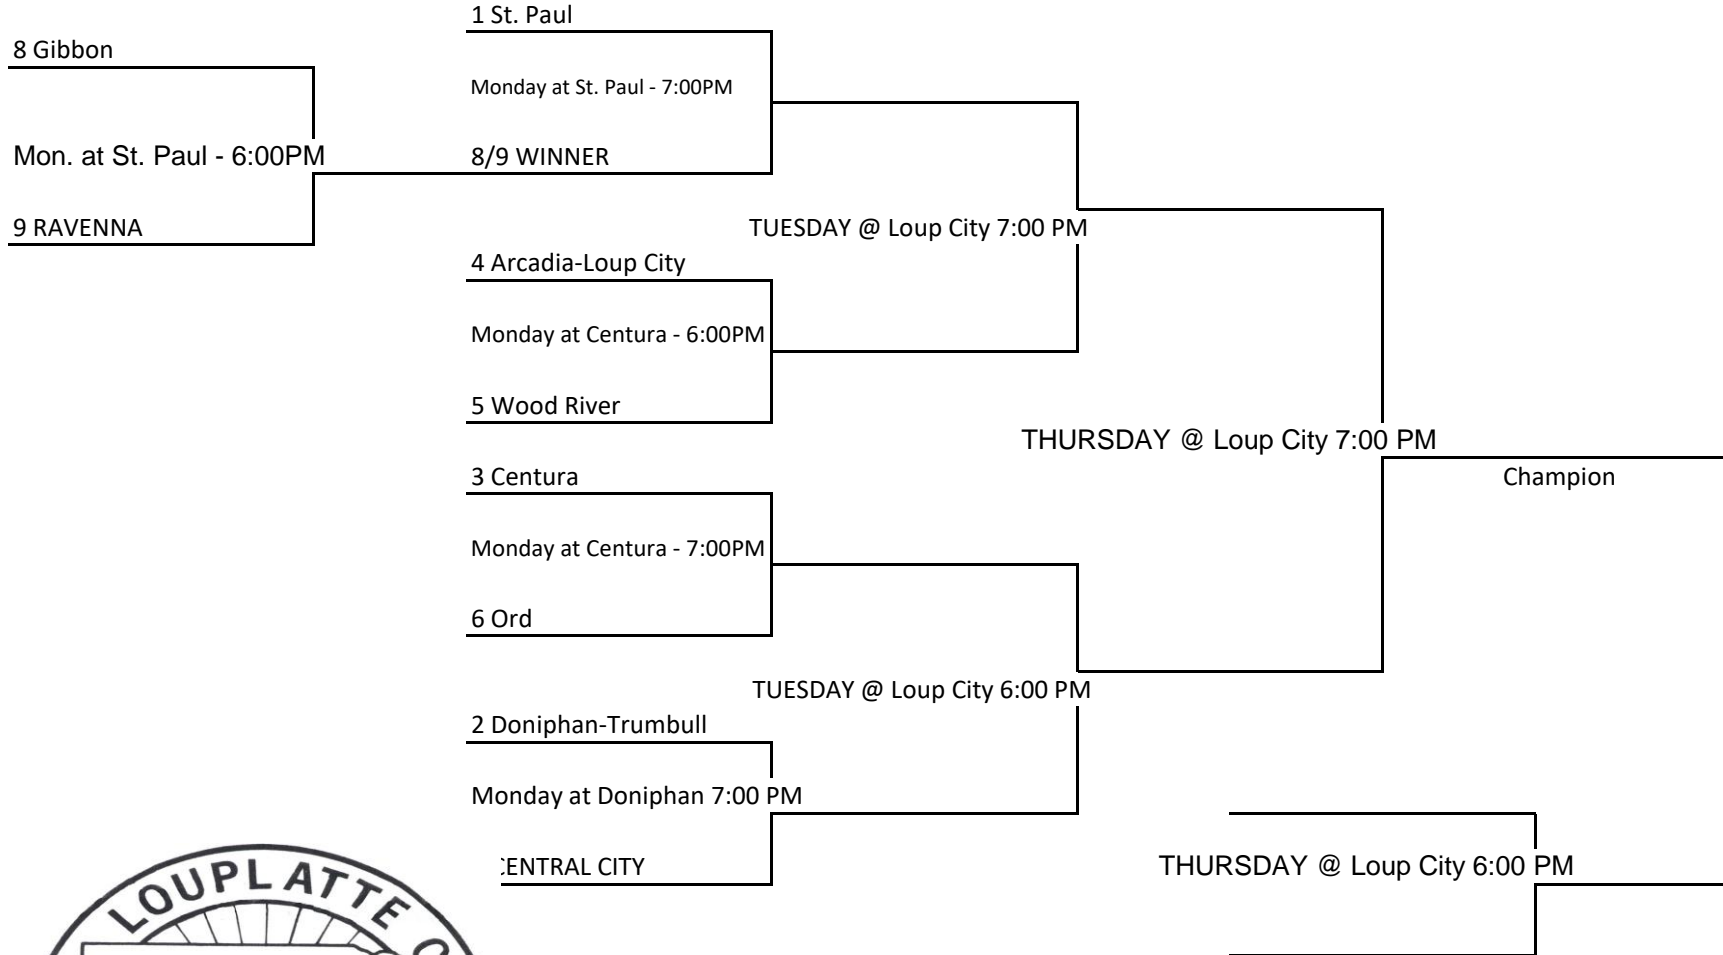 1 St. Paul
8 Gibbon
Monday at St. Paul - 7:00PM
Mon. at St. Paul - 6:00PM
8/9 WINNER
9 RAVENNA
TUESDAY @ Loup City 7:00 PM
4 Arcadia-Loup City
Monday at Centura - 6:00PM
5 Wood River
THURSDAY @ Loup City 7:00 PM
3 Centura
Champion
Monday at Centura - 7:00PM
6 Ord
TUESDAY @ Loup City 6:00 PM
2 Doniphan-Trumbull
Monday at Doniphan 7:00 PM
ENTRAL CITY
THURSDAY @ Loup City 6:00 PM
LOUPLATTE